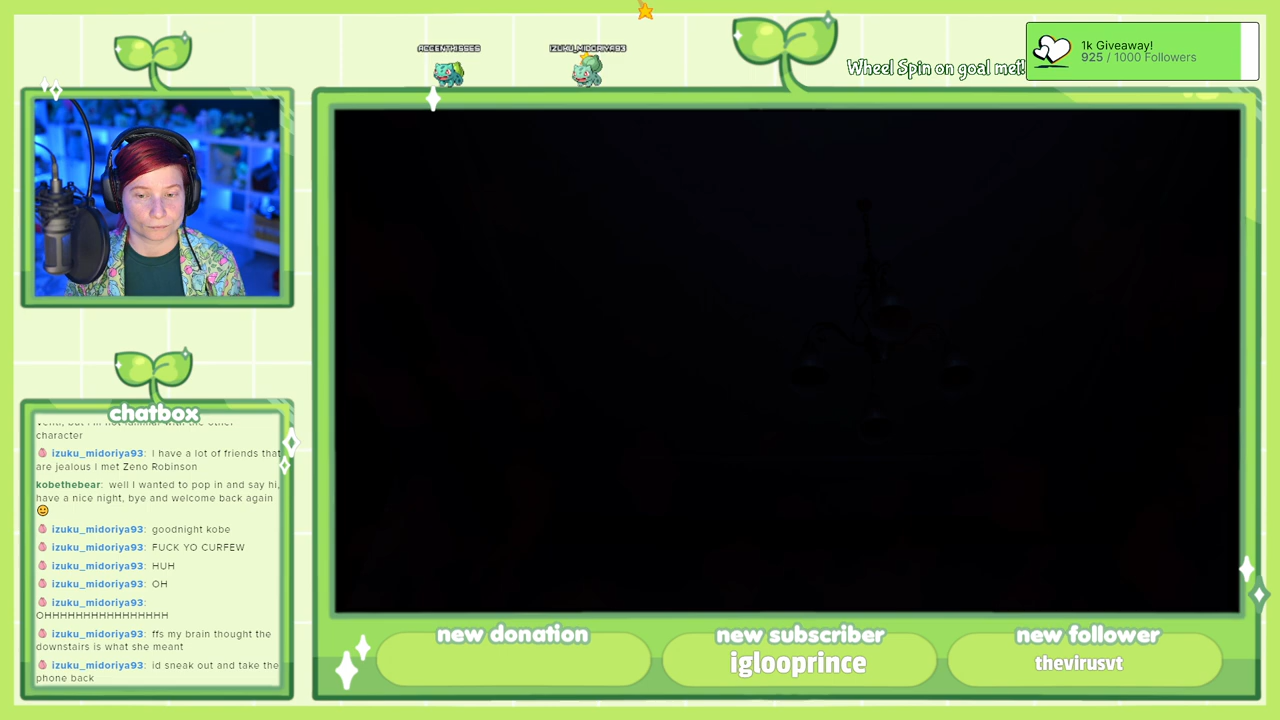 ACCENTKISSES
IZUKU_MIDORIYA93
Wheel Spin on goal met!
1k Giveaway!
925 / 1000 Followers
chatbox
character
izuku_midoriya93: I have a lot of friends that
are jealous I met Zeno Robinson
kobethebear: well I wanted to pop in and say hi,
have a nice night, bye and welcome back again
izuku_midoriya93: goodnight kobe
izuku_midoriya93: FUCK YO CURFEW
izuku_midoriya93: HUH
izuku_midoriya93: OH
izuku_midoriya93:
OHHHHHHHHHHHHHHHH
izuku_midoriya93: ffs my brain thought the
downstairs is what she meant
izuku_midoriya93: id sneak out and take the
phone back
new donation
new subscriber
iglooprince
new follower
thevirusvt